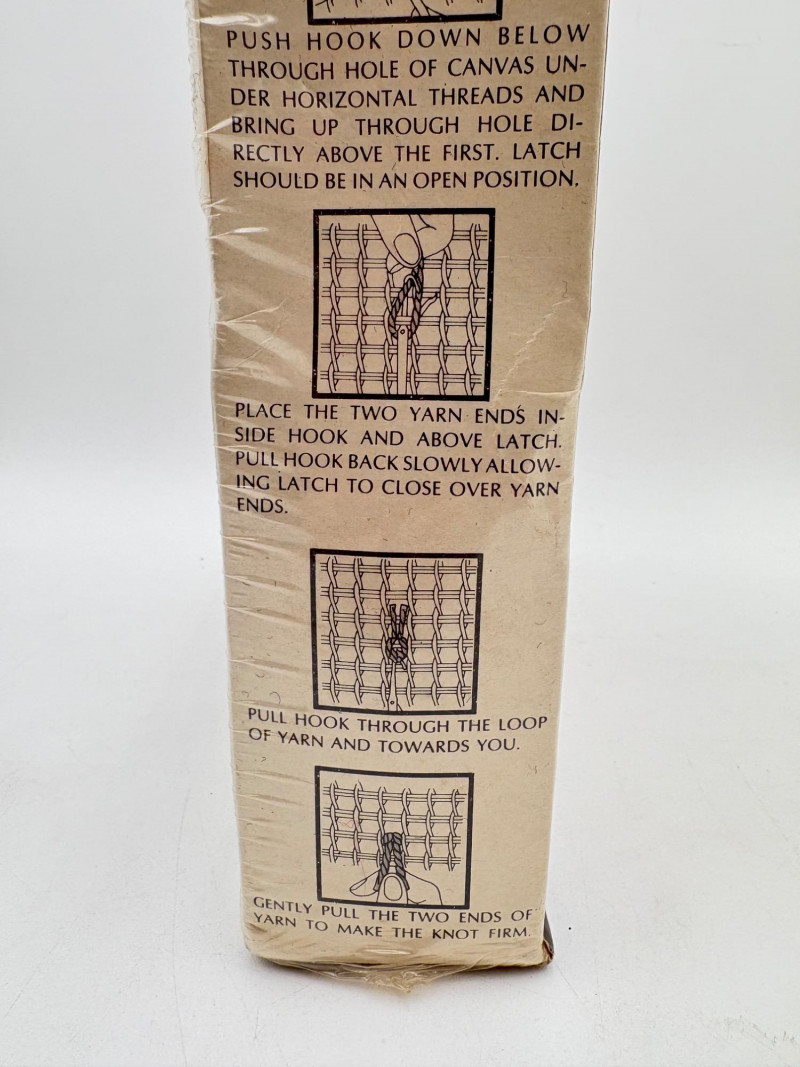 PUSH HOOK DOWN BELOW
THROUGH HOLE OF CANVAS UN-
DER HORIZONTAL THREADS AND
BRING UP THROUGH HOLE DI-
RECTLY ABOVE THE FIRST. LATCH
SHOULD BE IN AN OPEN POSITION.
PLACE THE TWO YARN ENDS IN-
SIDE HOOK AND ABOVE LATCH.
PULL HOOK BACK SLOWLY ALLOW-
ING LATCH TO CLOSE OVER YARN
ENDS.
PULL HOOK THROUGH THE LOOP
OF YARN AND TOWARDS YOU.
GENTLY PULL THE TWO ENDS OF
YARN TO MAKE THE KNOT FIRM.